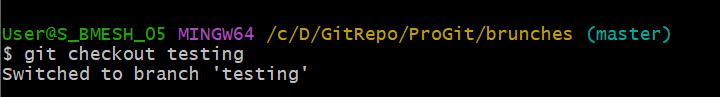 User@S_BMESH_05 MINGW64 /c/D/GitRepo/ProGit/brunches (master)
$ git checkout testing
Switched to branch 'testing'